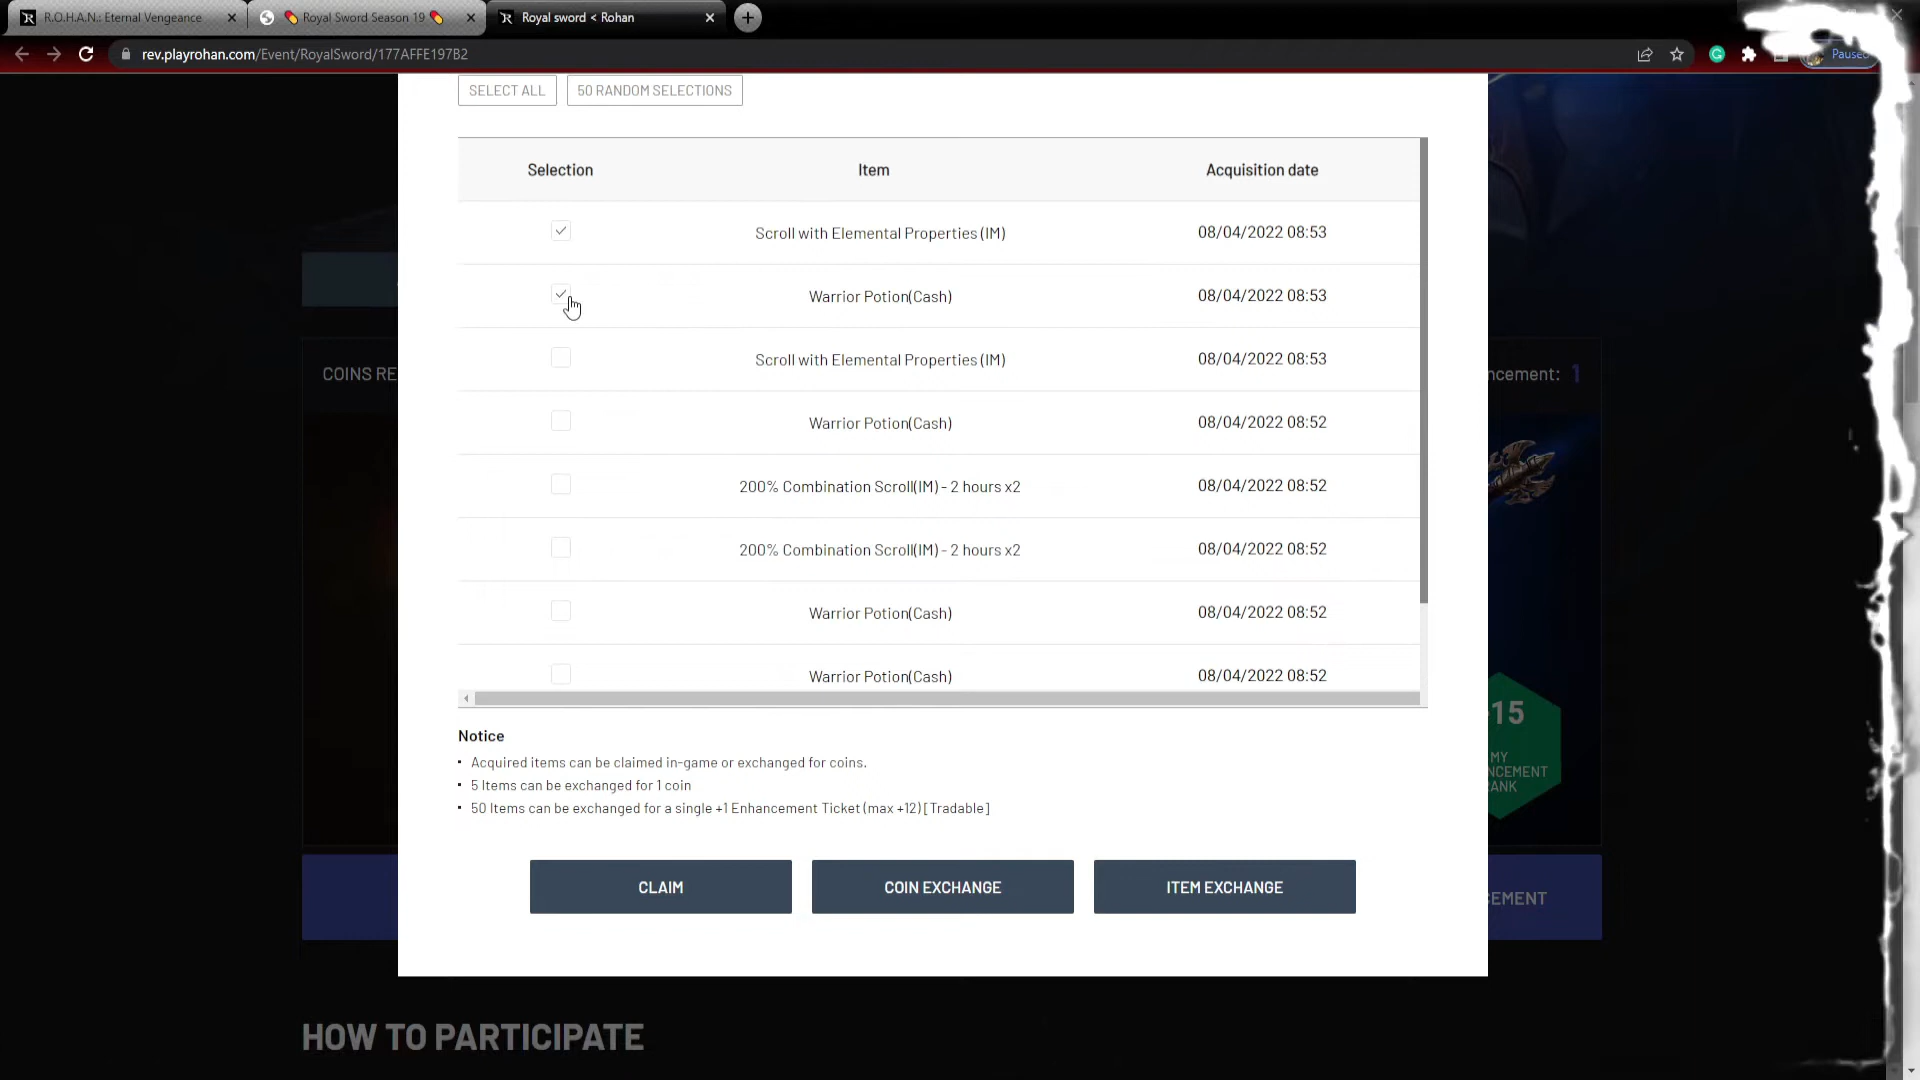 R.O.H.A.N.: Eternal Vengeance
Royal Sword Season 19
Royal sword < Rohan
rev.playrohan.com/Event/RoyalSword/177AFFE197B2
Paused
SELECT ALL
50 RANDOM SELECTIONS
Selection Item Acquisition date
Scroll with Elemental Properties (IM) 08/04/2022 08:53
Warrior Potion(Cash) 08/04/2022 08:53
Scroll with Elemental Properties (IM) 08/04/2022 08:53
Warrior Potion(Cash) 08/04/2022 08:52
200% Combination Scroll(IM) - 2 hours x2 08/04/2022 08:52
200% Combination Scroll(IM) - 2 hours x2 08/04/2022 08:52
Warrior Potion(Cash) 08/04/2022 08:52
Warrior Potion(Cash) 08/04/2022 08:52
COINS RE
ncement: 1
15
MY
NCEMENT
RANK
Notice
• Acquired items can be claimed in-game or exchanged for coins.
• 5 Items can be exchanged for 1 coin
• 50 Items can be exchanged for a single +1 Enhancement Ticket (max +12) [Tradable]
CLAIM
COIN EXCHANGE
ITEM EXCHANGE
CEMENT
HOW TO PARTICIPATE